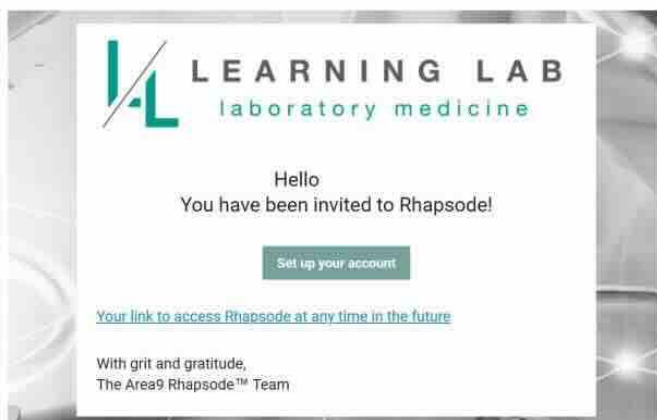 LEARNING LAB
laboratory medicine
Hello
You have been invited to Rhapsode!
Set up your account
Your link to access Rhapsode at any time in the future
With grit and gratitude,
The Area9 Rhapsode™ Team